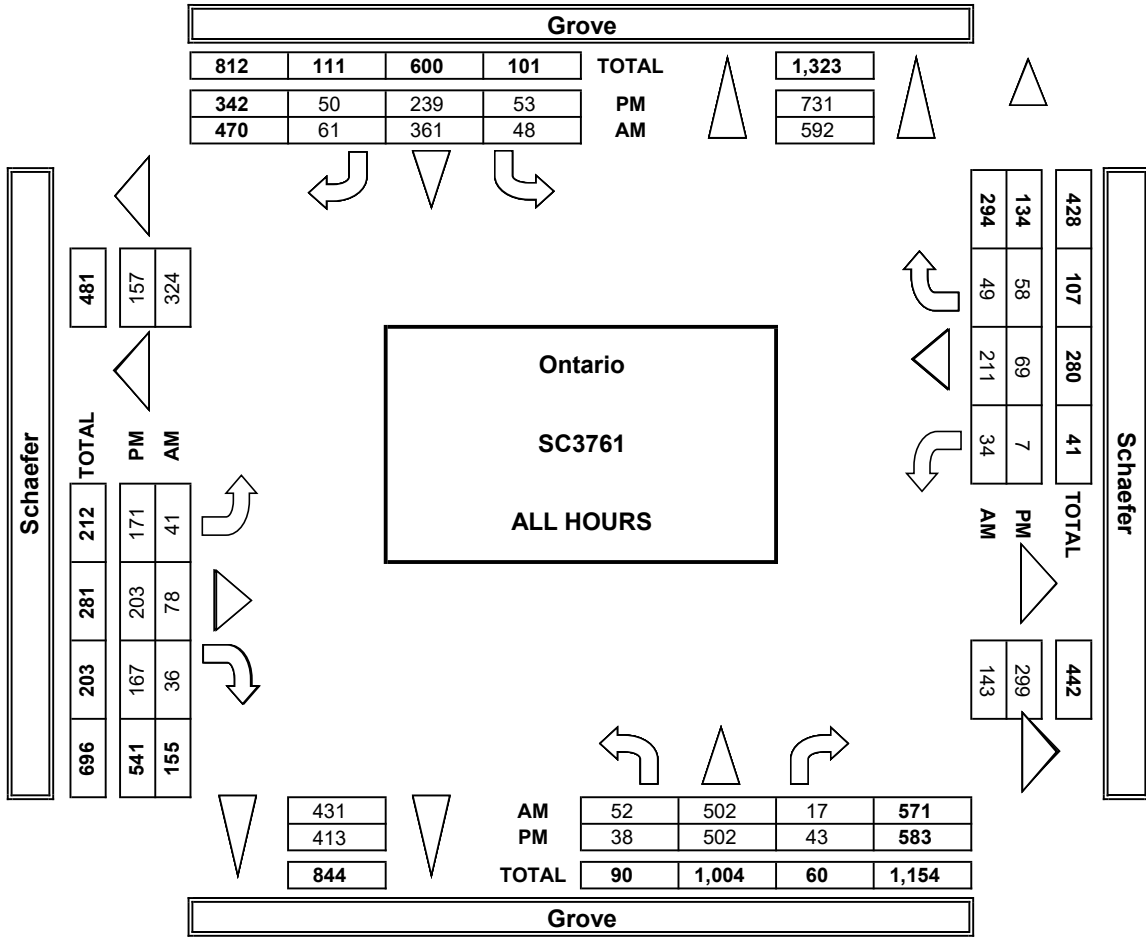 Grove
812 111 600 101 TOTAL 1,323
342 50 239 53 PM 731
470 61 361 48 AM 592
Schaefer
481
157
324
TOTAL 212 281 203 696
PM 171 203 167 541
AM 41 78 36 155
Ontario
SC3761
ALL HOURS
428 107 280 41 TOTAL 442
134 58 69 7 PM 299
294 49 211 34 AM 143
Schaefer
431 AM 52 502 17 571
413 PM 38 502 43 583
844 TOTAL 90 1,004 60 1,154
Grove